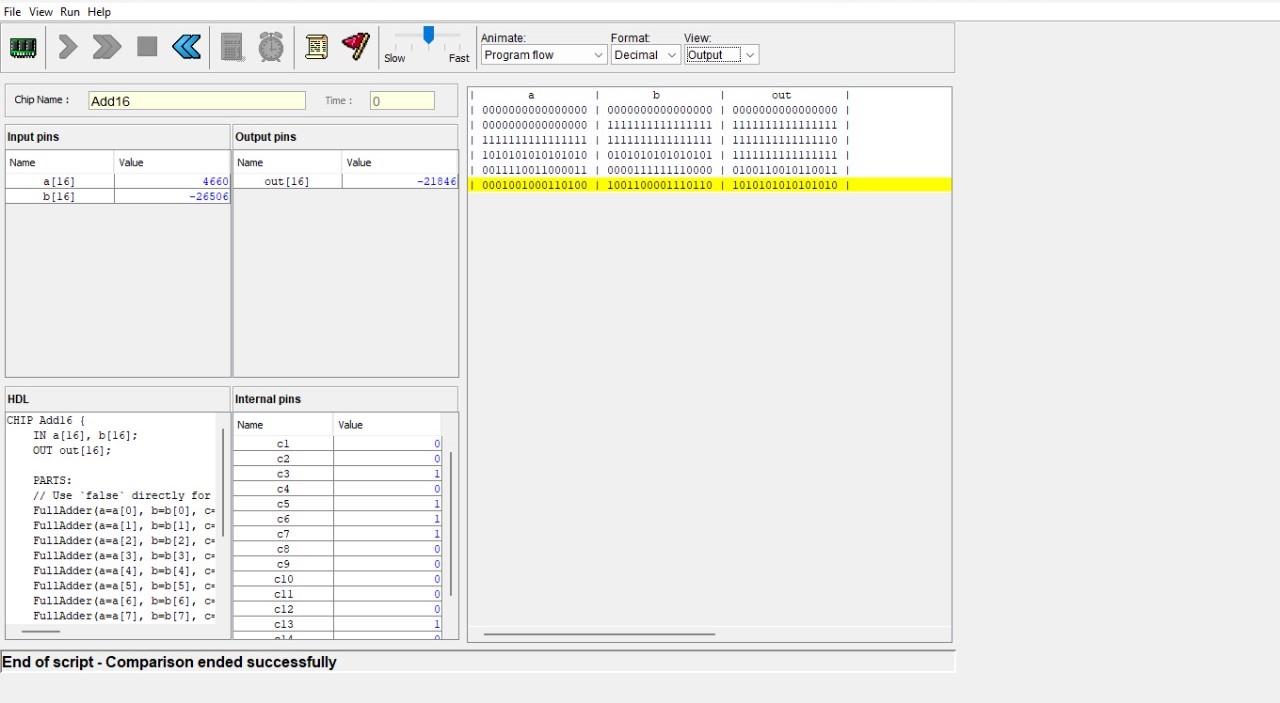 File View Run Help
Slow Fast
Animate: Format: View:
Program flow Decimal Output
Chip Name : Add16 Time : 0
Input pins
Name Value
a[16] 4660
b[16] -26506
Output pins
Name Value
out[16] -21846
| a | b | out |
| 0000000000000000 | 0000000000000000 | 0000000000000000 |
| 0000000000000000 | 1111111111111111 | 1111111111111111 |
| 1111111111111111 | 1111111111111111 | 1111111111111110 |
| 1010101010101010 | 0101010101010101 | 1111111111111111 |
| 0011110011000011 | 0000111111110000 | 0100110010110011 |
| 0001001000110100 | 1001100001110110 | 1010101010101010 |
HDL
CHIP Add16 {
IN a[16], b[16];
OUT out[16];
PARTS:
// Use `false` directly for
FullAdder(a=a[0], b=b[0], c=
FullAdder(a=a[1], b=b[1], c=
FullAdder(a=a[2], b=b[2], c=
FullAdder(a=a[3], b=b[3], c=
FullAdder(a=a[4], b=b[4], c=
FullAdder(a=a[5], b=b[5], c=
FullAdder(a=a[6], b=b[6], c=
FullAdder(a=a[7], b=b[7], c=
Internal pins
Name Value
c1 0
c2 0
c3 1
c4 0
c5 1
c6 1
c7 1
c8 0
c9 0
c10 0
c11 0
c12 0
c13 1
c14 0
End of script - Comparison ended successfully